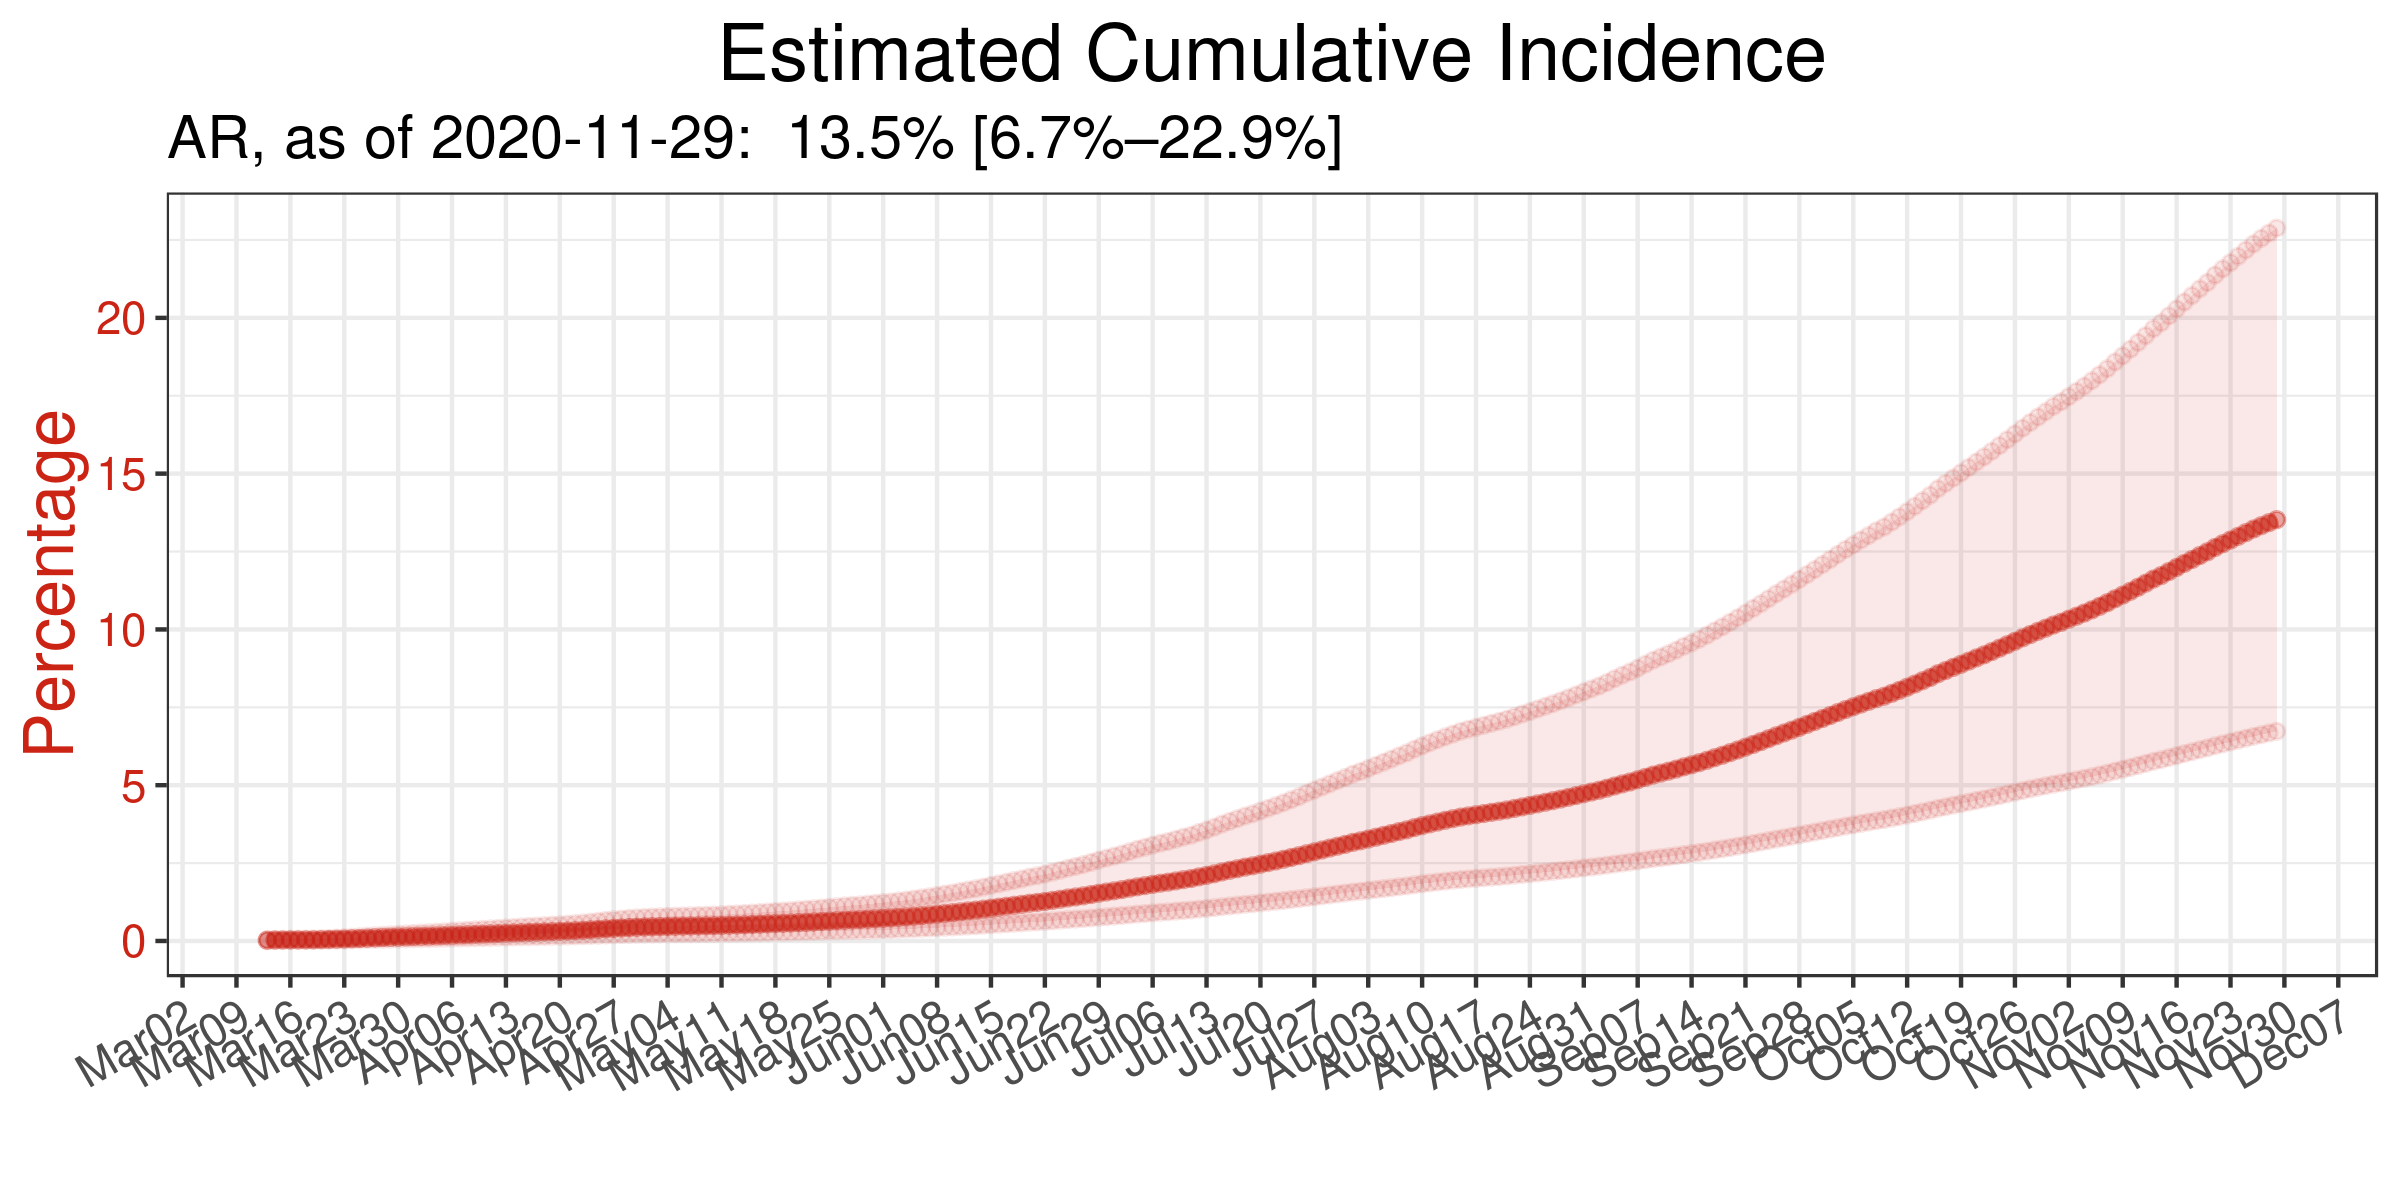 Estimated Cumulative Incidence
AR, as of 2020-11-29:  13.5% [6.7%–22.9%]
Percentage
20
15
10
5
0
Mar02
Mar09
Mar16
Mar23
Mar30
Apr06
Apr13
Apr20
Apr27
May04
May11
May18
May25
Jun01
Jun08
Jun15
Jun22
Jun29
Jul06
Jul13
Jul20
Jul27
Aug03
Aug10
Aug17
Aug24
Aug31
Sep07
Sep14
Sep21
Sep28
Oct05
Oct12
Oct19
Oct26
Nov02
Nov09
Nov16
Nov23
Nov30
Dec07